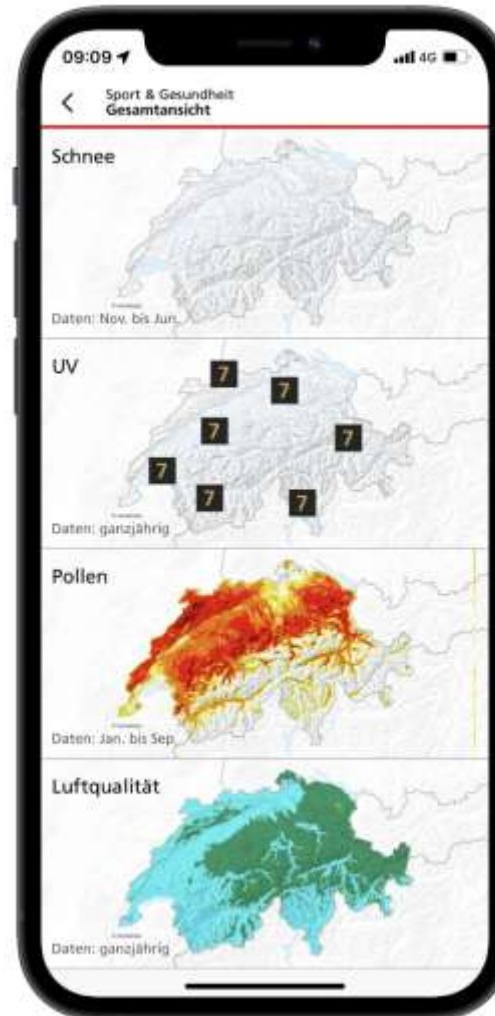 09:09
4G
Sport & Gesundheit
Gesamtansicht
Schnee
Daten: Nov. bis Jun.
UV
7
7
7
7
7
7
7
Daten: ganzjährig
Pollen
Daten: Jan. bis Sep
Luftqualität
Daten: ganzjährig